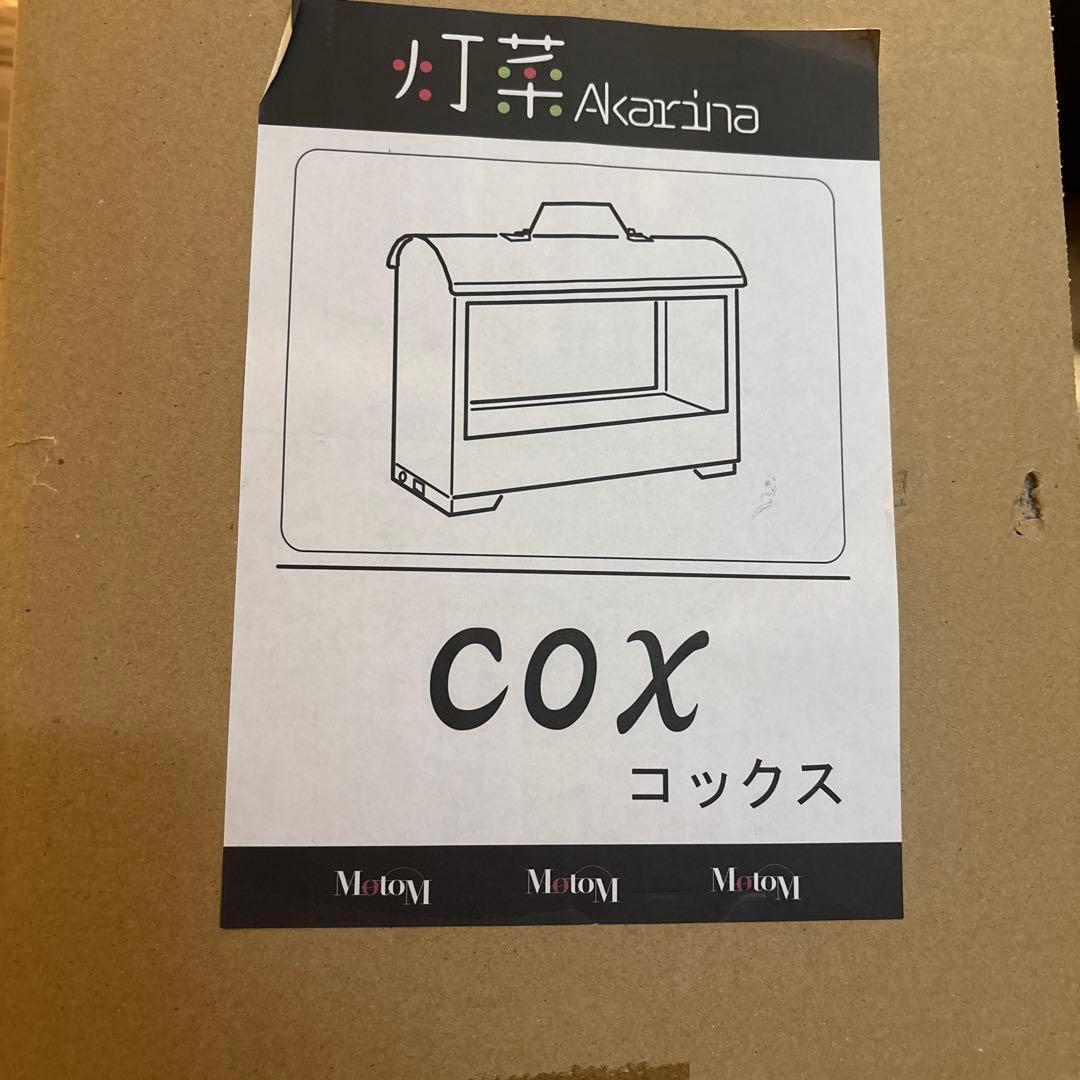 灯菜 Akarina
cox
コックス
MotoM MotoM MotoM